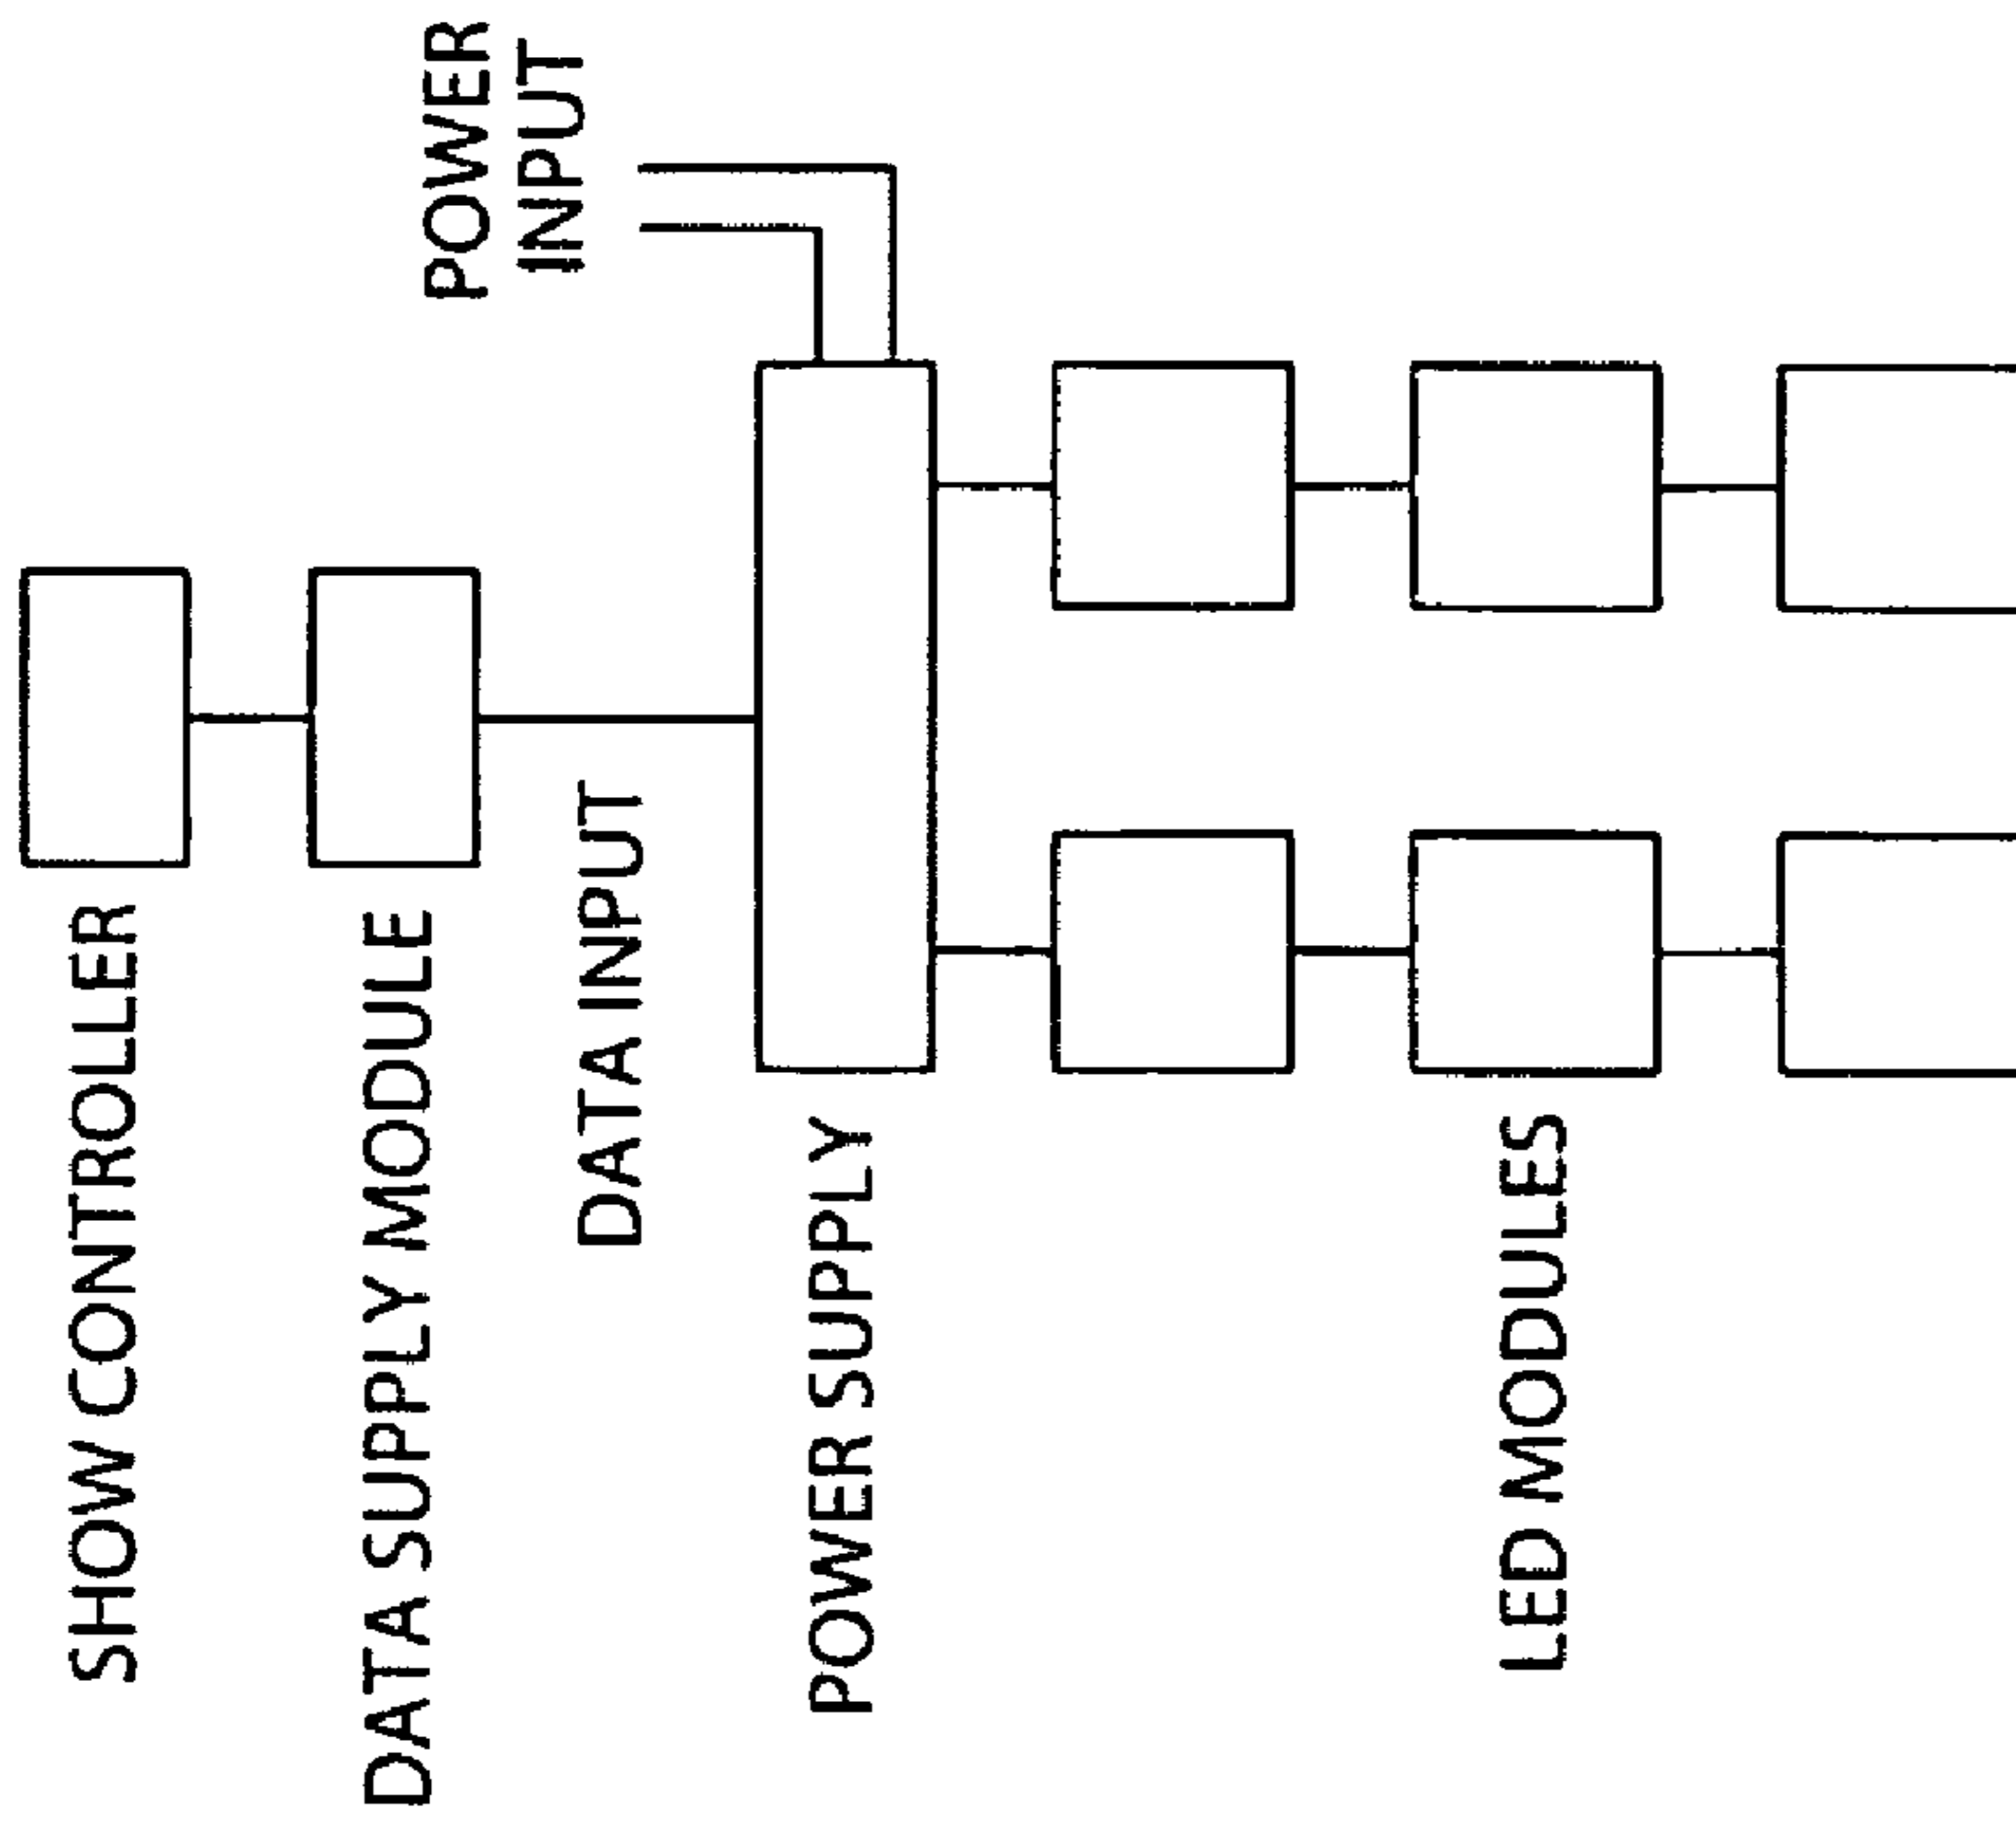 SHOW CONTROLLER
DATA SUPPLY MODULE
POWER
INPUT
DATA INPUT
POWER SUPPLY
LED MODULES